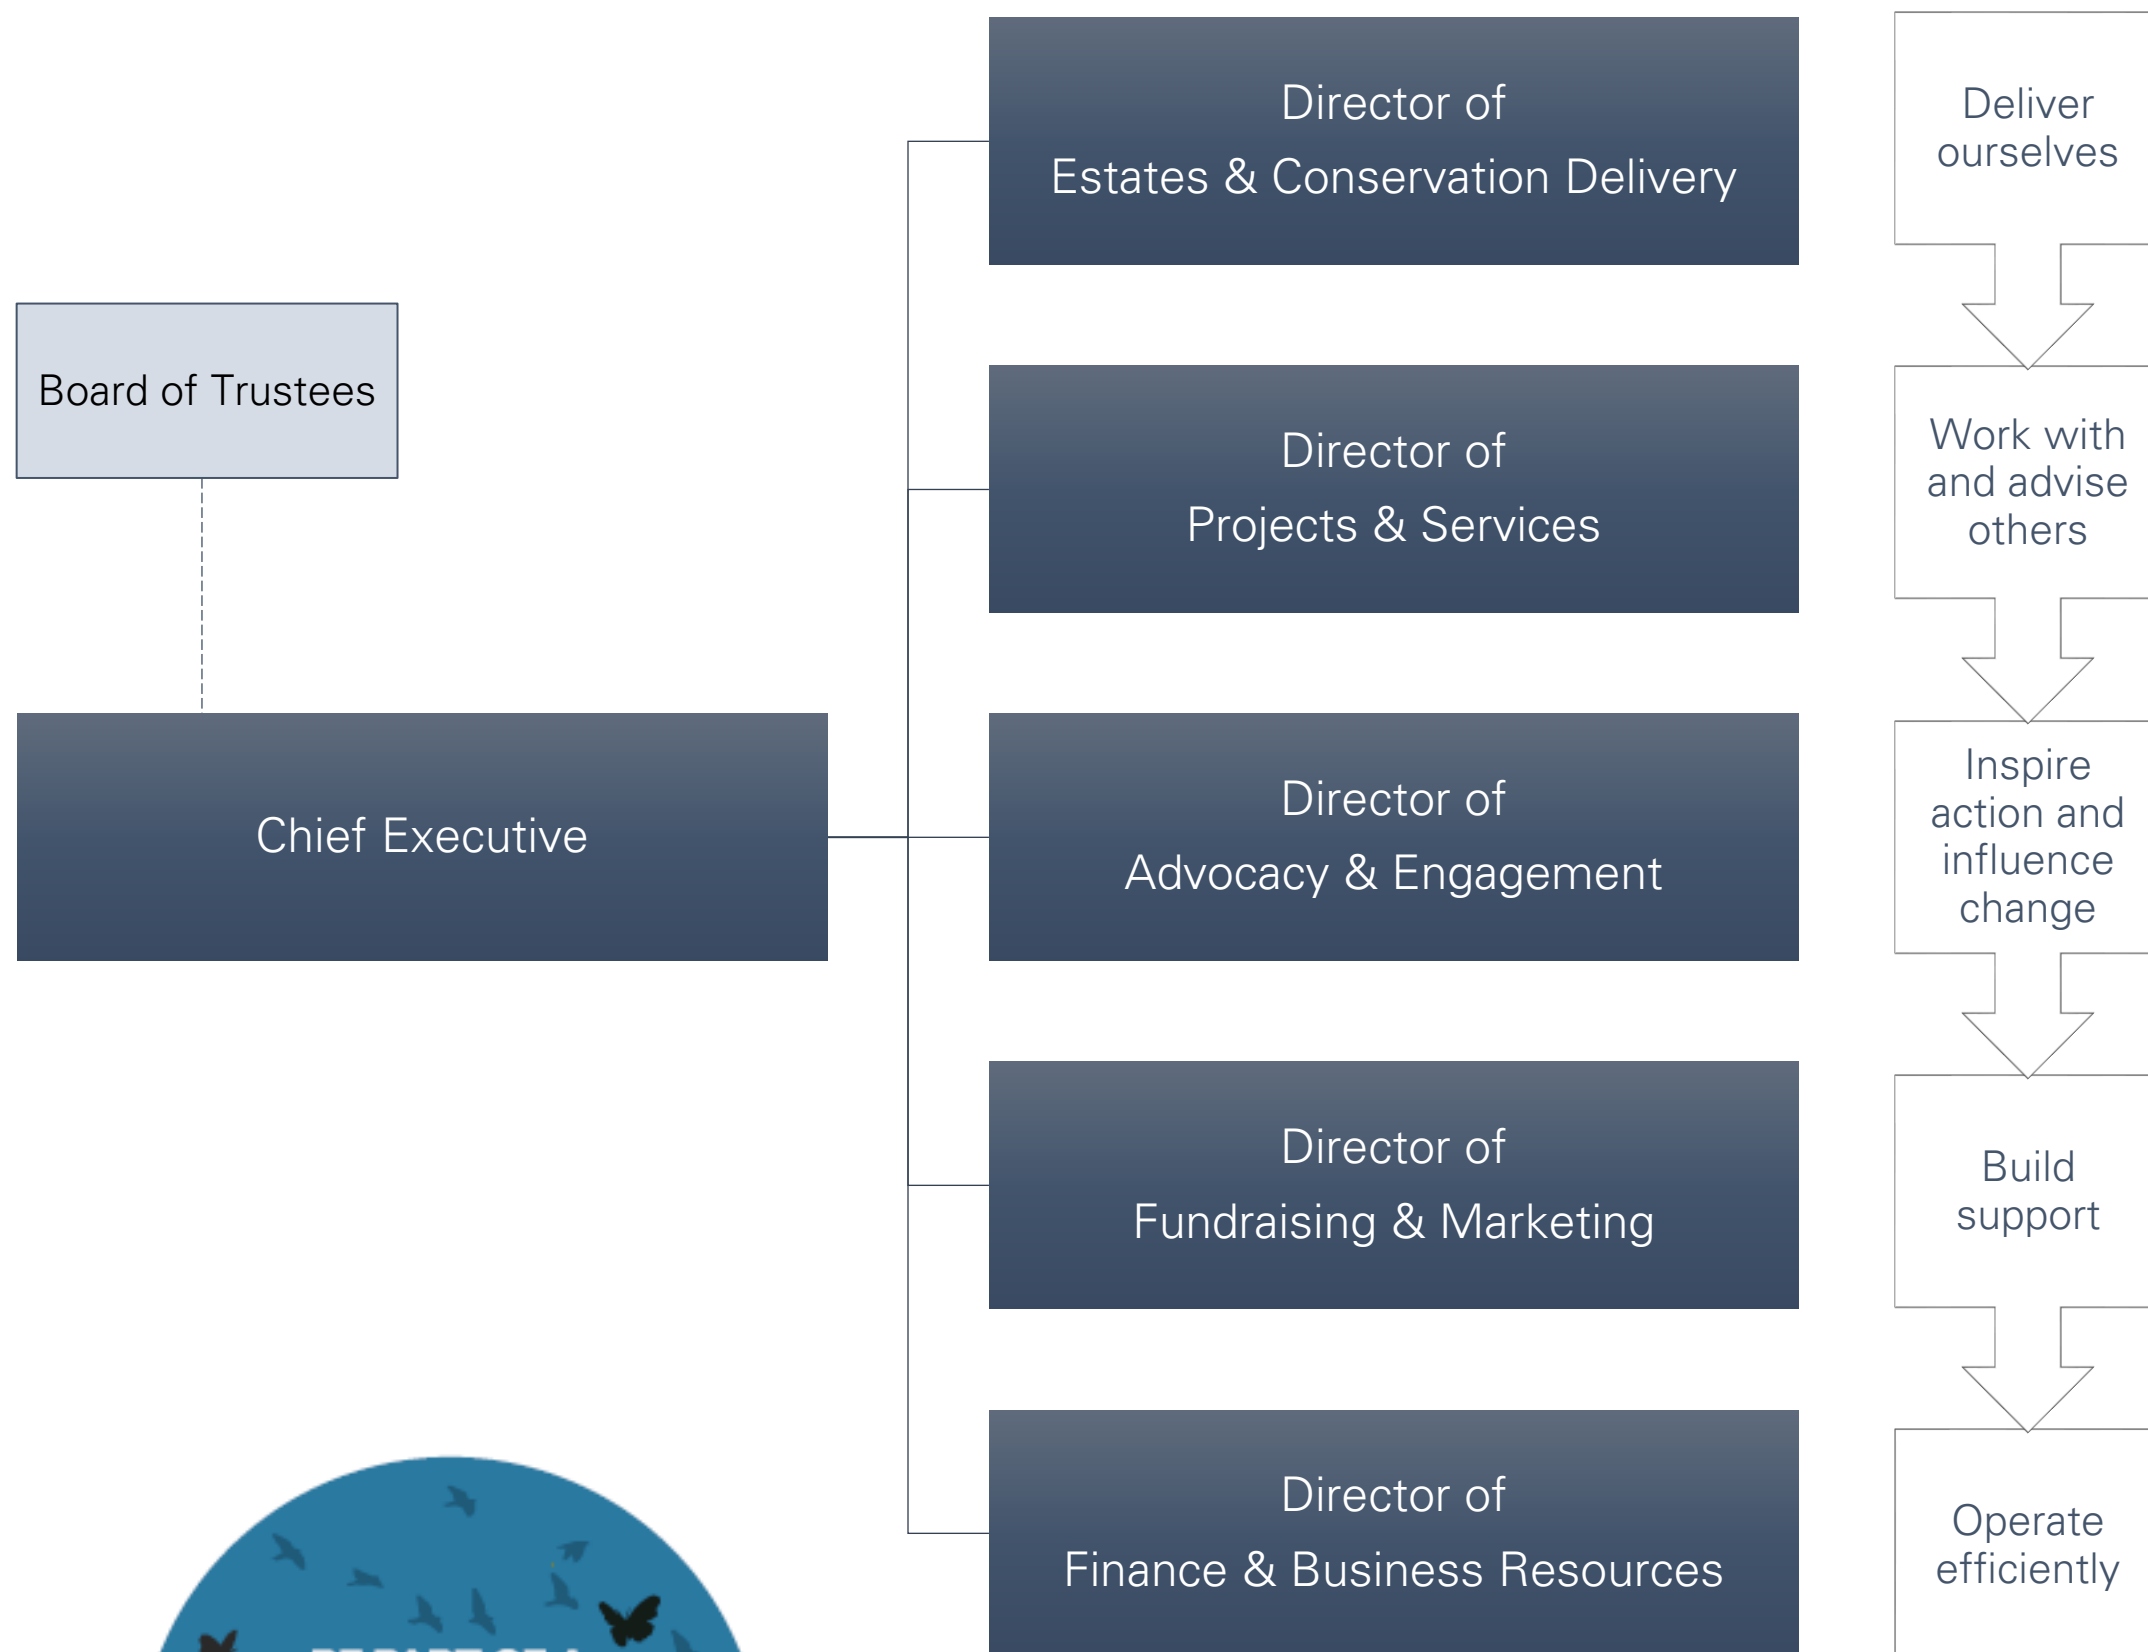 Director of
Estates & Conservation Delivery
Deliver
ourselves
Board of Trustees
Director of
Projects & Services
Work with
and advise
others
Chief Executive
Director of
Advocacy & Engagement
Inspire
action and
influence
change
Director of
Fundraising & Marketing
Build
support
Director of
Finance & Business Resources
Operate
efficiently